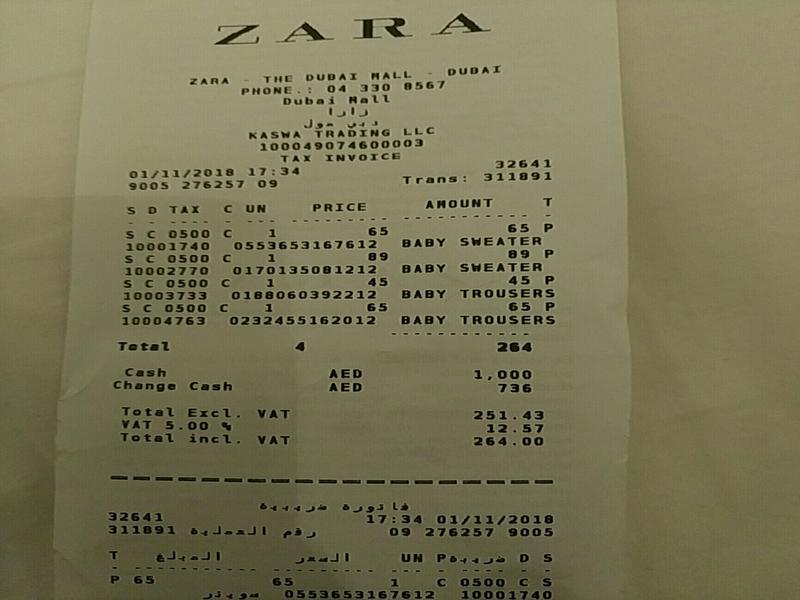 ZARA
ZARA - THE DUBAI MALL - DUBAI
PHONE.: 04 330 8567
Dubai Mall
زارا
دبي مول
KASWA TRADING LLC
100049074600003
TAX INVOICE
01/11/2018 17:34 32641
9005 276257 09 Trans: 311891
S D TAX C UN PRICE AMOUNT T
S C 0500 C 1 65 65 P
10001740 0553653167612 BABY SWEATER
S C 0500 C 1 89 89 P
10002770 0170135081212 BABY SWEATER
S C 0500 C 1 45 45 P
10003733 0188060392212 BABY TROUSERS
S C 0500 C 1 65 65 P
10004763 0232455162012 BABY TROUSERS
Total 4 264
Cash AED 1,000
Change Cash AED 736
Total Excl. VAT 251.43
VAT 5.00 % 12.57
Total incl. VAT 264.00
فاتورة ضريبية
32641 17:34 01/11/2018
311891 رقم العملية 09 276257 9005
T المبلغ السعر UN P ضريبة D S
P 65 65 1 C 0500 C S
سويتر 0553653167612 10001740